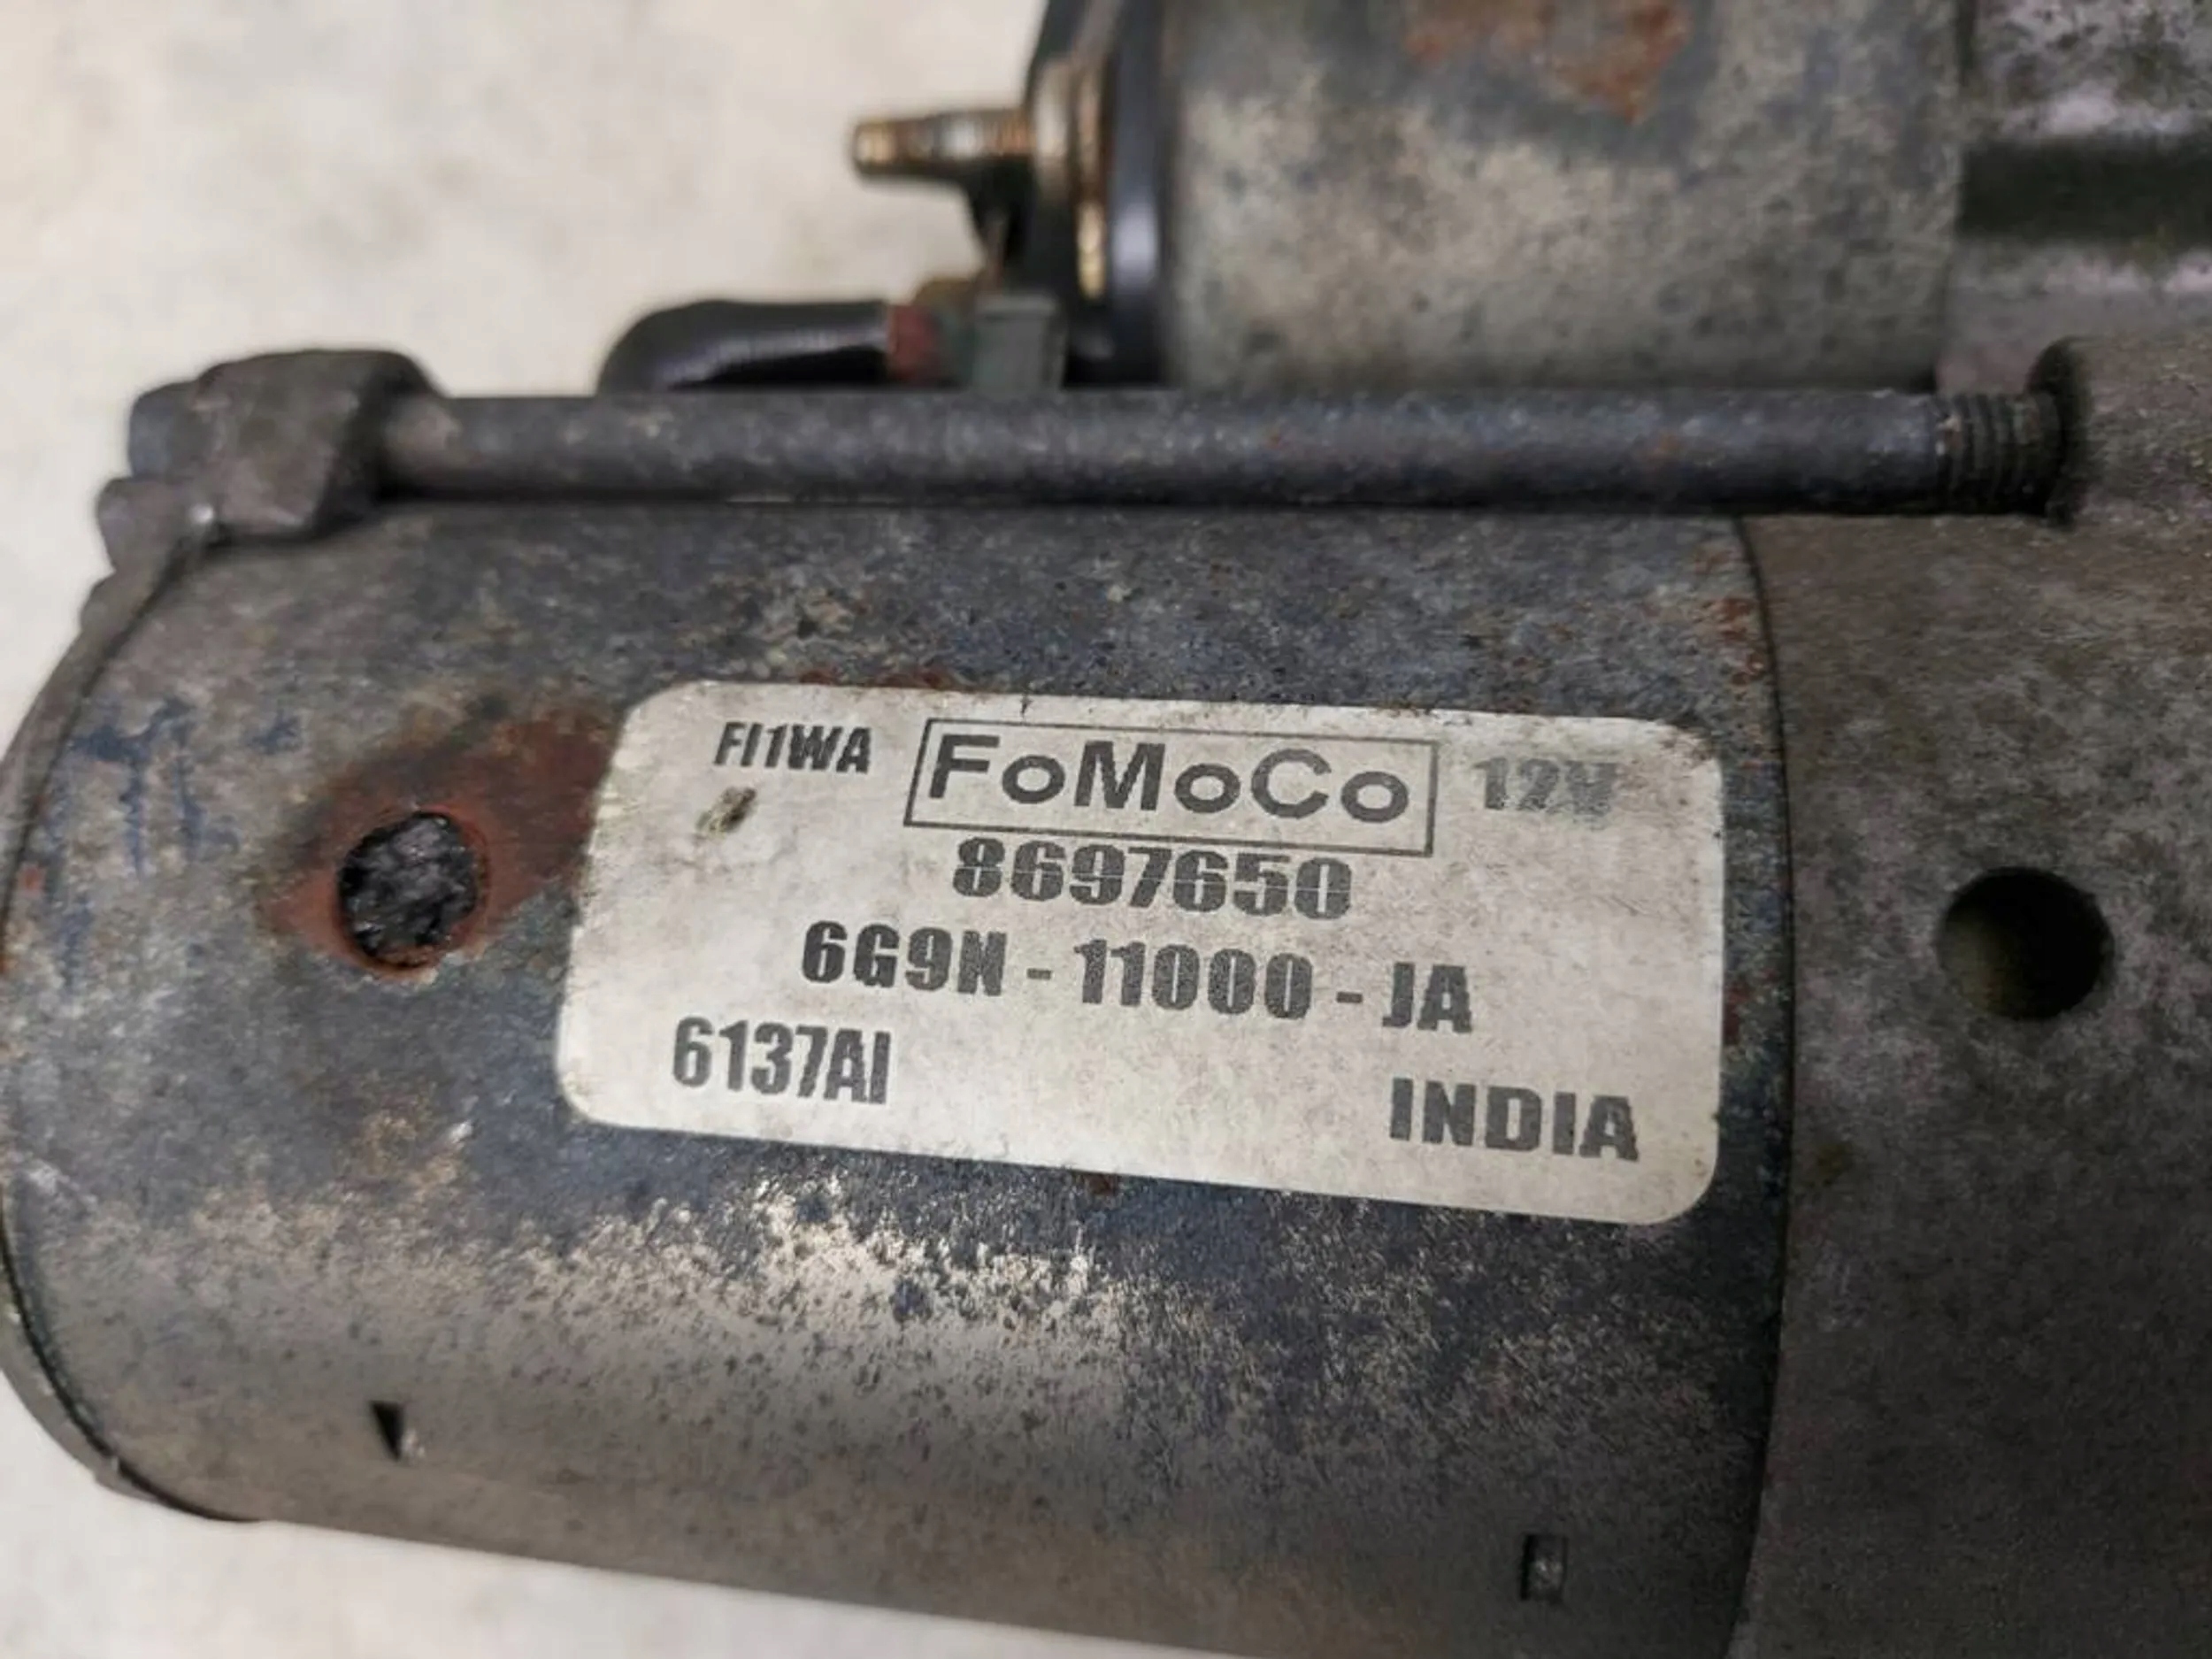 FI1WA FoMoCo 12V
8697650
6G9N - 11000 - JA
6137AI INDIA